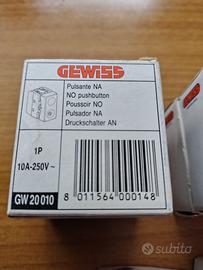 GEWISS
Pulsante NA
NO pushbutton
Poussoir NO
Pulsador NA
Druckschalter AN
1P
10A-250V~
GW 20 010
8 011564 000148
subito